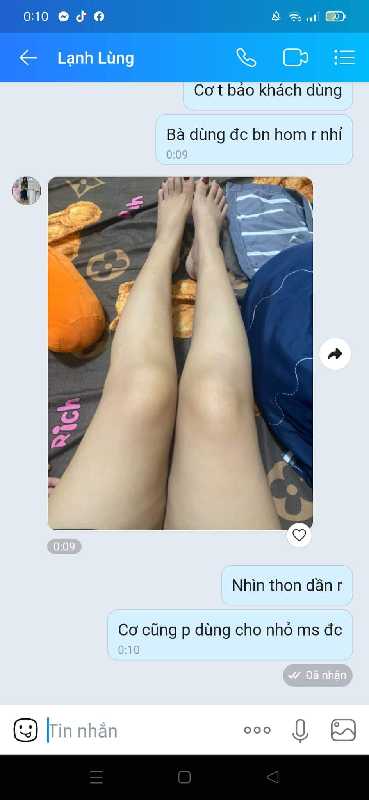 0:10
Lạnh Lùng
Cơ t bảo khách dùng
Bà dùng đc bn hom r nhỉ
0:09
Rich
Rich
0:09
Nhìn thon dần r
Cơ cũng p dùng cho nhỏ ms đc
0:10
Đã nhận
Tin nhắn